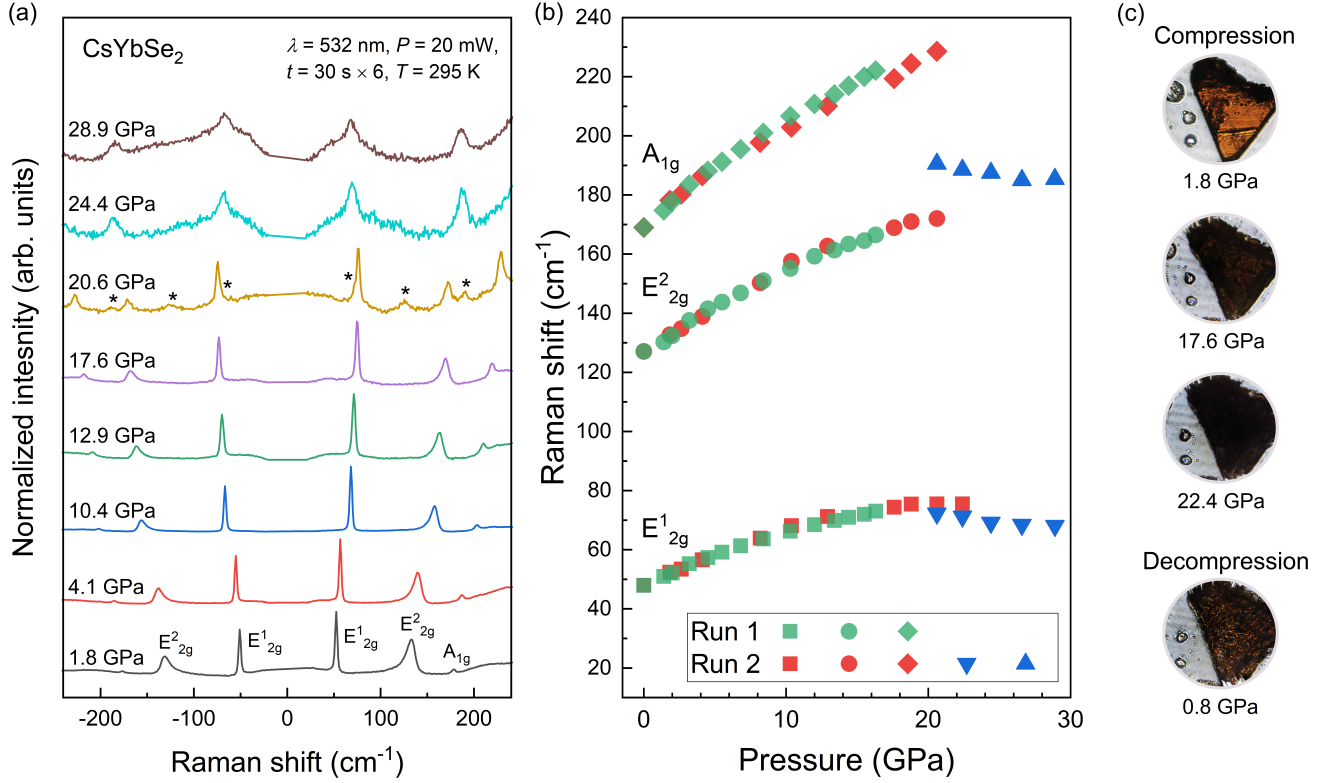 (a)
CsYbSe2
λ = 532 nm, P = 20 mW,
t = 30 s × 6, T = 295 K
28.9 GPa
24.4 GPa
20.6 GPa
* * * * * *
17.6 GPa
12.9 GPa
10.4 GPa
4.1 GPa
1.8 GPa
E²2g E¹2g E¹2g E²2g A1g
Normalized intesnity (arb. units)
-200 -100 0 100 200
Raman shift (cm-1)
(b)
240
220
200
180
160
140
120
100
80
60
40
20
Raman shift (cm-1)
A1g
E²2g
E¹2g
Run 1
Run 2
0 10 20 30
Pressure (GPa)
(c)
Compression
1.8 GPa
17.6 GPa
22.4 GPa
Decompression
0.8 GPa